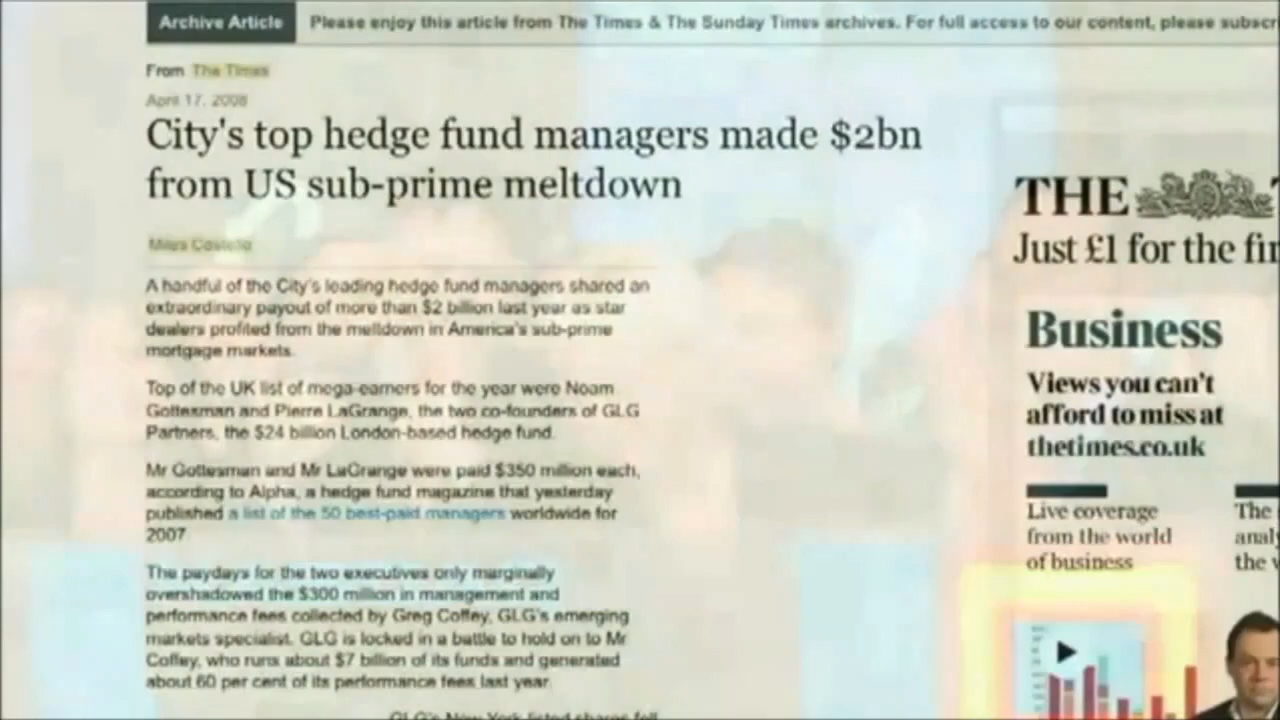 Archive Article
Please enjoy this article from The Times & The Sunday Times archives. For full access to our content, please subscr
From The Times
April 17, 2008
City's top hedge fund managers made $2bn
from US sub-prime meltdown
Miles Costello
A handful of the City's leading hedge fund managers shared an
extraordinary payout of more than $2 billion last year as star
dealers profited from the meltdown in America's sub-prime
mortgage markets.
Top of the UK list of mega-earners for the year were Noam
Gottesman and Pierre LaGrange, the two co-founders of GLG
Partners, the $24 billion London-based hedge fund.
Mr Gottesman and Mr LaGrange were paid $350 million each,
according to Alpha, a hedge fund magazine that yesterday
published a list of the 50 best-paid managers worldwide for
2007
The paydays for the two executives only marginally
overshadowed the $300 million in management and
performance fees collected by Greg Coffey, GLG's emerging
markets specialist. GLG is locked in a battle to hold on to Mr
Coffey, who runs about $7 billion of its funds and generated
about 60 per cent of its performance fees last year.
GLG's New York listed shares fell
THE T
Just £1 for the fir
Business
Views you can't
afford to miss at
thetimes.co.uk
Live coverage
from the world
of business
The
analy
the v